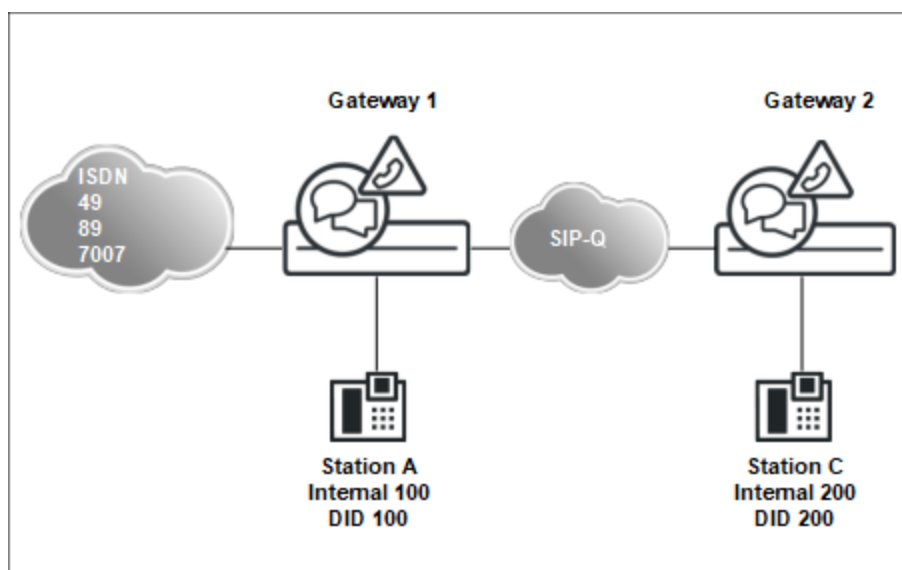 Gateway 1
Gateway 2
ISDN
49
89
7007
SIP-Q
Station A
Internal 100
DID 100
Station C
Internal 200
DID 200